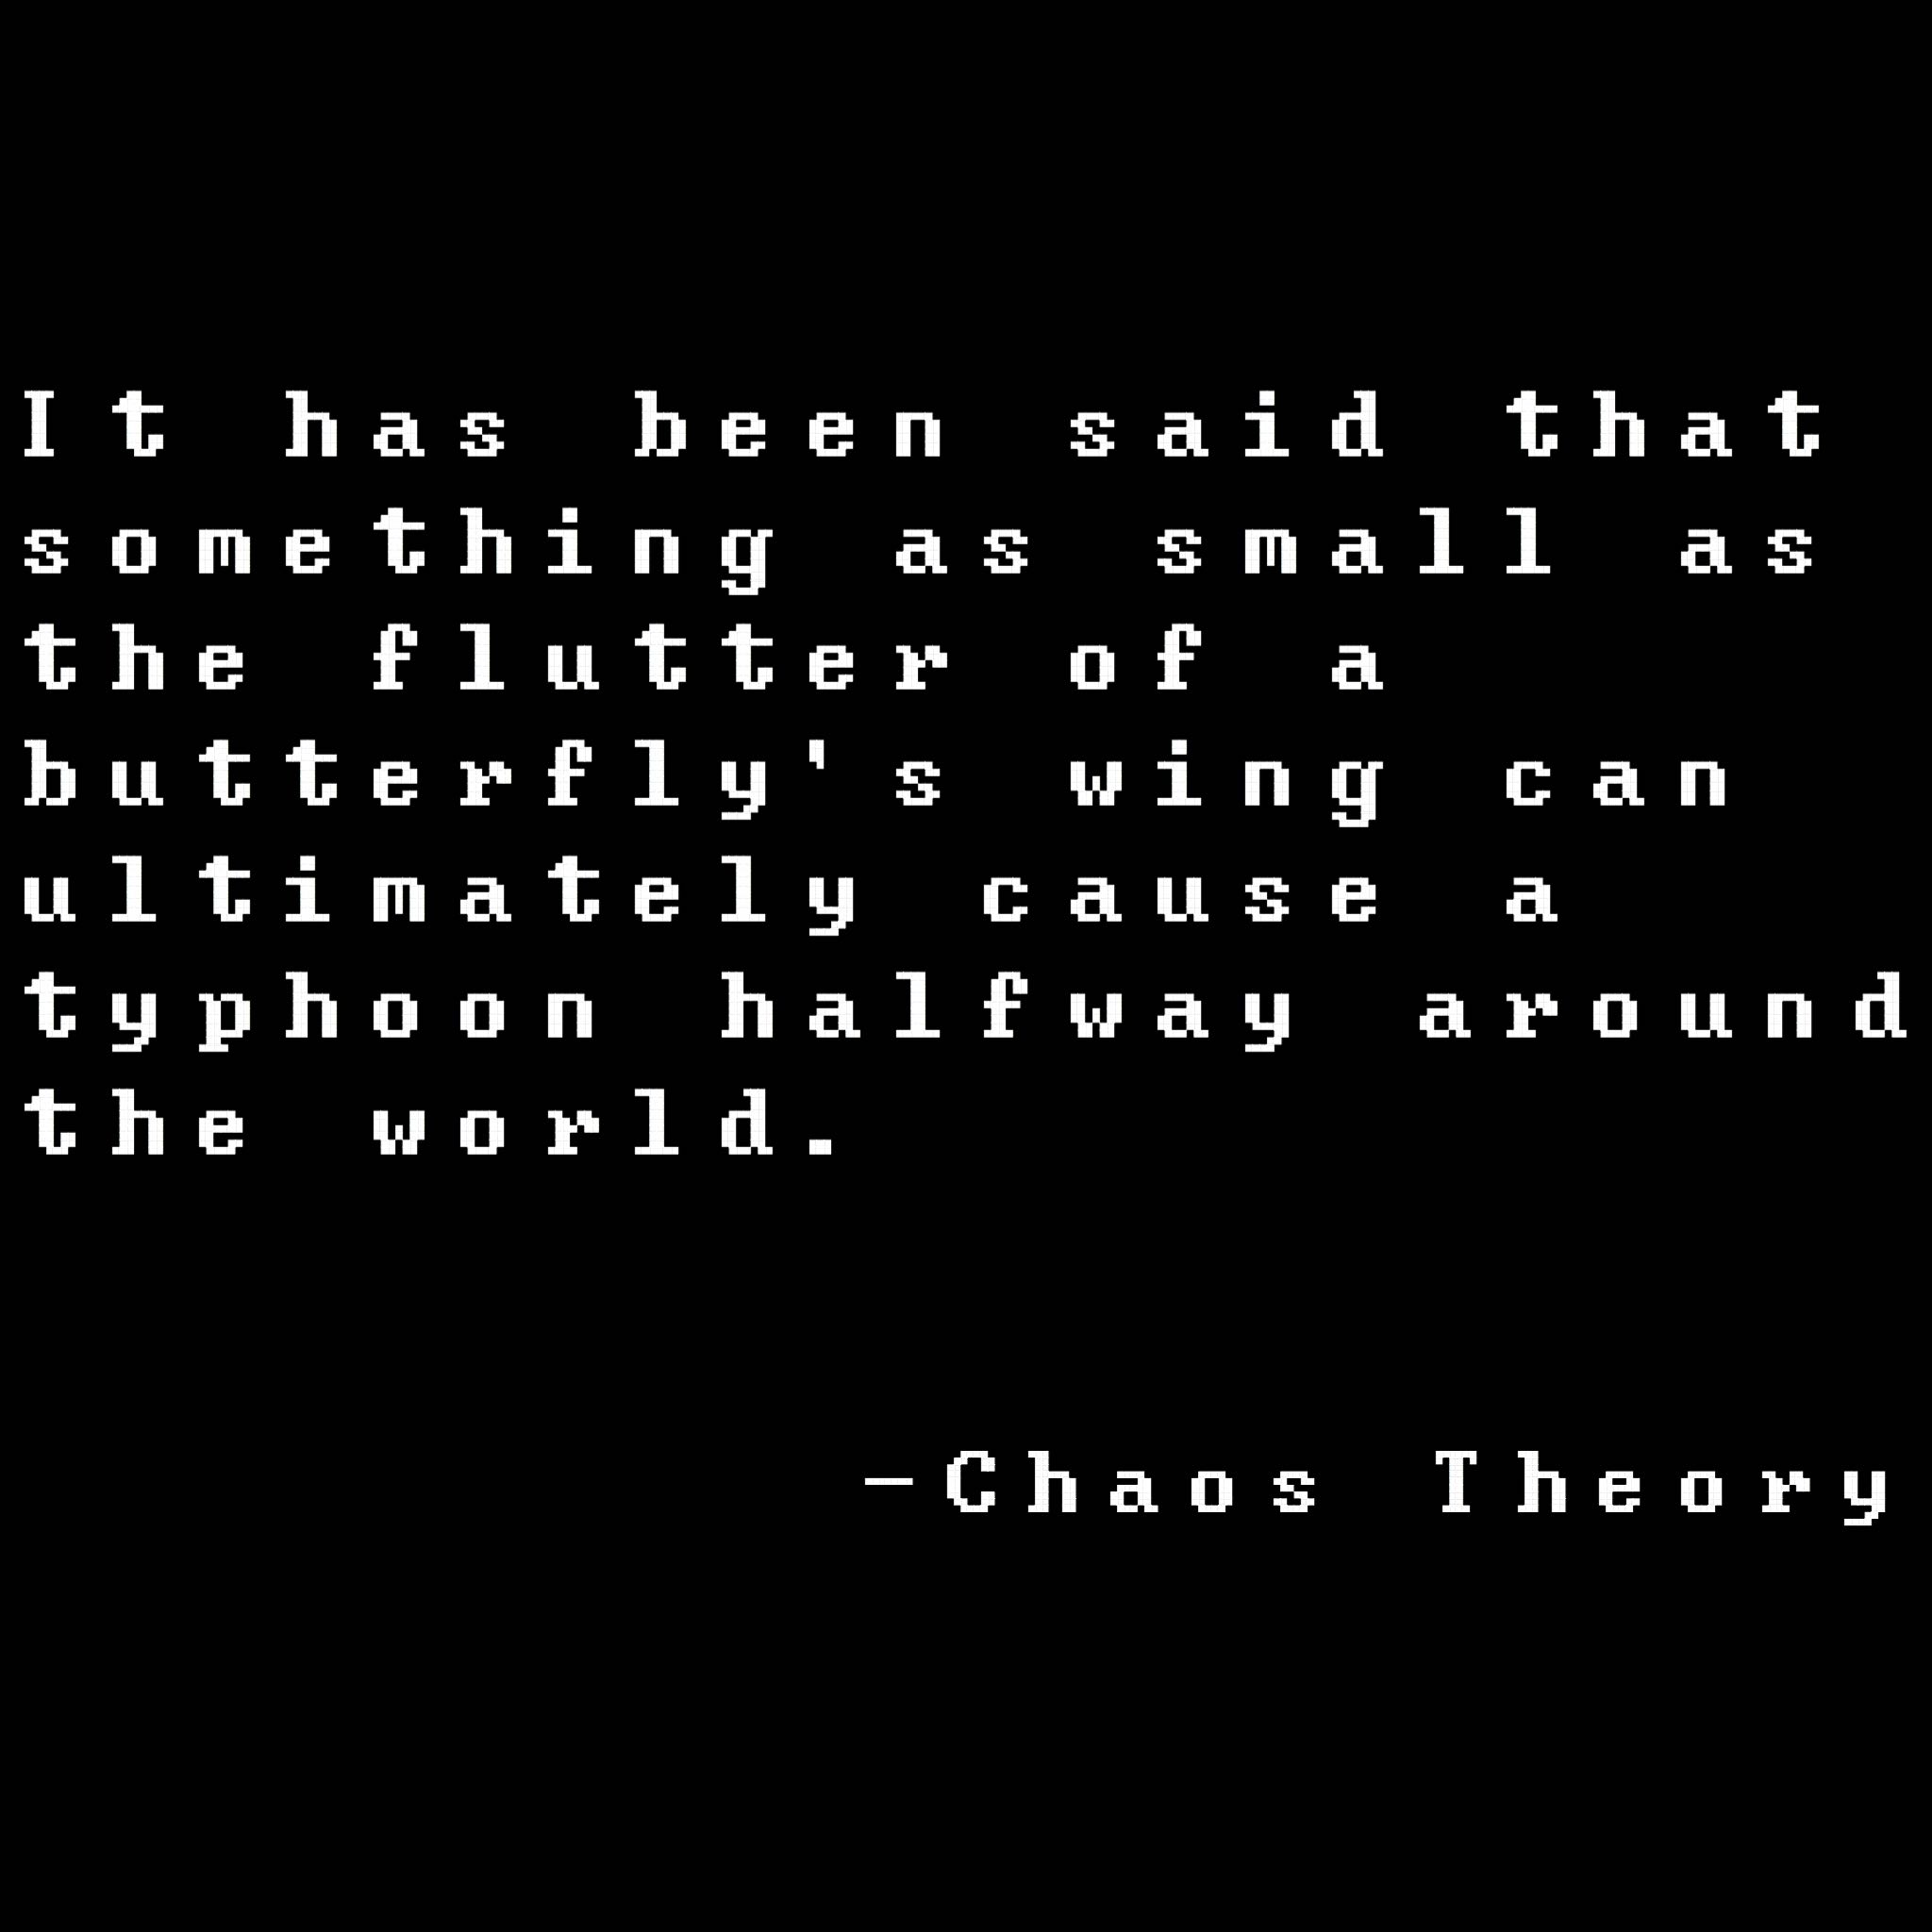 It has been said that
something as small as
the flutter of a
butterfly's wing can
ultimately cause a
typhoon halfway around
the world.
—Chaos Theory